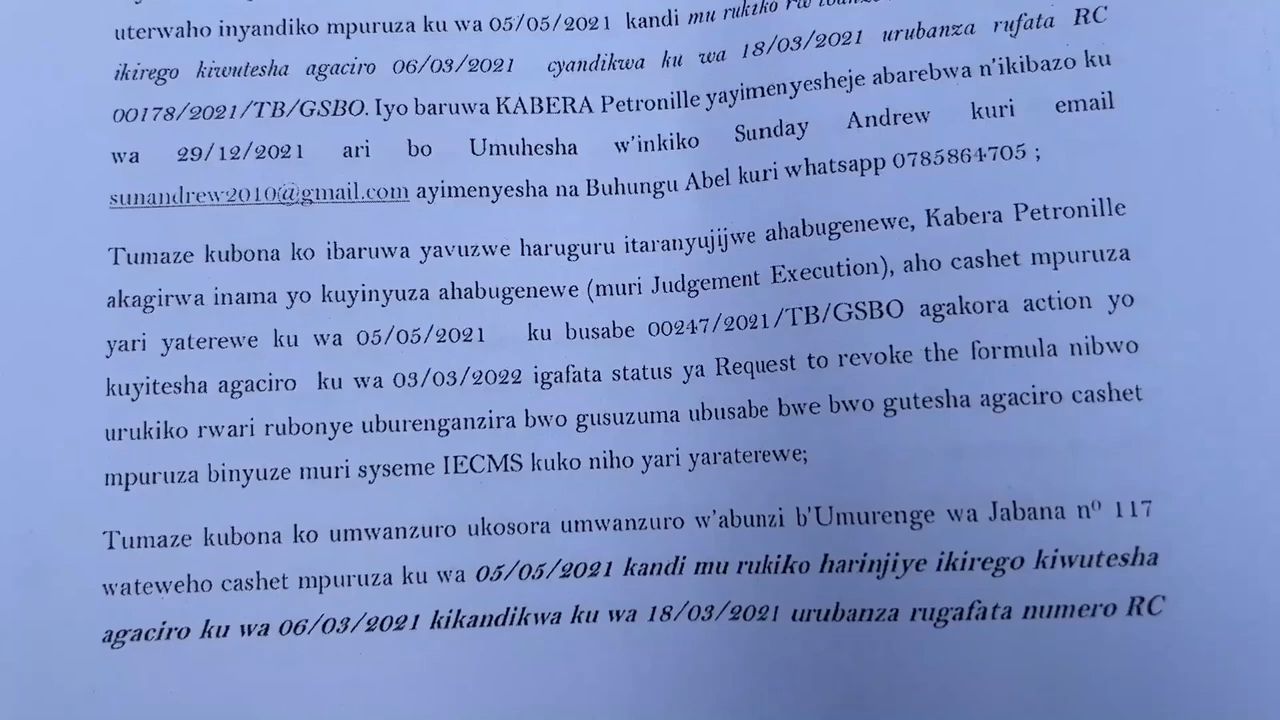 uterwaho inyandiko mpuruza ku wa 05/05/2021 kandi mu rukiko
ikirego kiwutesha agaciro 06/03/2021 cyandikwa ku wa 18/03/2021 urubanza rufata RC
00178/2021/TB/GSBO. Iyo baruwa KABERA Petronille yayimenyesheje abarebwa n'ikibazo ku
wa 29/12/2021 ari bo Umuhesha w'inkiko Sunday Andrew kuri email
sunandrew2010@gmail.com ayimenyesha na Buhungu Abel kuri whatsapp 0785864705 ;
Tumaze kubona ko ibaruwa yavuzwe haruguru itaranyujijwe ahabugenewe, Kabera Petronille
akagirwa inama yo kuyinyuza ahabugenewe (muri Judgement Execution), aho cashet mpuruza
yari yaterewe ku wa 05/05/2021 ku busabe 00247/2021/TB/GSBO agakora action yo
kuyitesha agaciro ku wa 03/03/2022 igafata status ya Request to revoke the formula nibwo
urukiko rwari rubonye uburenganzira bwo gusuzuma ubusabe bwe bwo gutesha agaciro cashet
mpuruza binyuze muri syseme IECMS kuko niho yari yaraterewe;
Tumaze kubona ko umwanzuro ukosora umwanzuro w'abunzi b'Umurenge wa Jabana nº 117
wateweho cashet mpuruza ku wa 05/05/2021 kandi mu rukiko harinjiye ikirego kiwutesha
agaciro ku wa 06/03/2021 kikandikwa ku wa 18/03/2021 urubanza rugafata numero RC